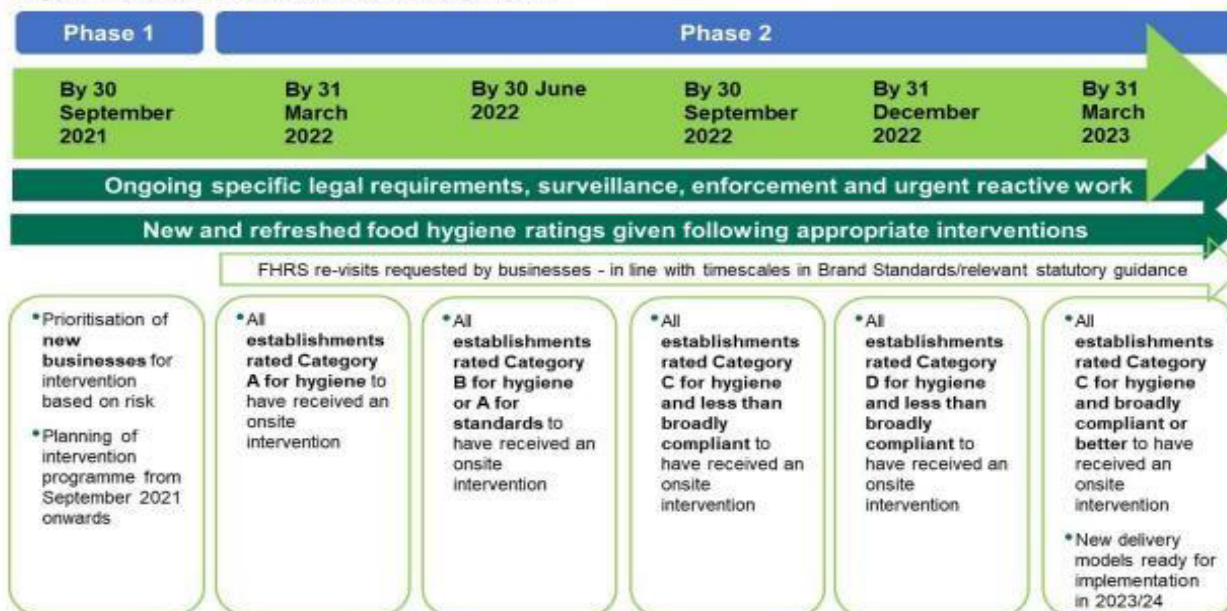 Phase 1
Phase 2
By 30
September
2021
By 31
March
2022
By 30 June
2022
By 30
September
2022
By 31
December
2022
By 31
March
2023
Ongoing specific legal requirements, surveillance, enforcement and urgent reactive work
New and refreshed food hygiene ratings given following appropriate interventions
FHRS re-visits requested by businesses - in line with timescales in Brand Standards/relevant statutory guidance
•Prioritisation of
new
businesses for
intervention
based on risk
•Planning of
intervention
programme from
September 2021
onwards
•All
establishments
rated Category
A for hygiene to
have received an
onsite
intervention
•All
establishments
rated Category
B for hygiene
or A for
standards to
have received an
onsite
intervention
•All
establishments
rated Category
C for hygiene
and less than
broadly
compliant to
have received an
onsite
intervention
•All
establishments
rated Category
D for hygiene
and less than
broadly
compliant to
have received an
onsite
intervention
•All
establishments
rated Category
C for hygiene
and broadly
compliant or
better to have
received an
onsite
intervention
•New delivery
models ready for
implementation
in 2023/24